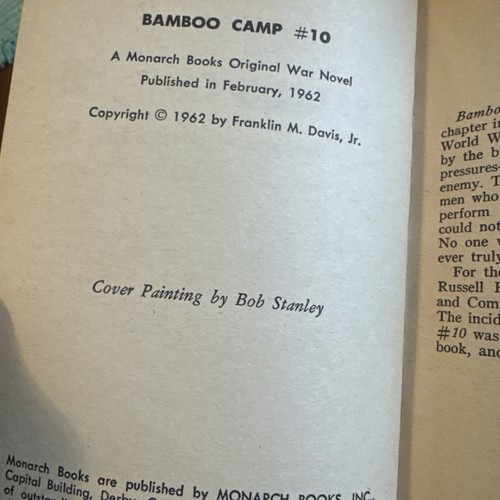 BAMBOO CAMP #10
A Monarch Books Original War Novel
Published in February, 1962
Copyright © 1962 by Franklin M. Davis, Jr.
Cover Painting by Bob Stanley
Monarch Books are published by MONARCH BOOKS, INC.,
Capital Building, Derby,
of
Bambo
chapter in
World W
by the b
pressures-
enemy. T
men who
perform
could not
No one w
ever truly
For the
Russell
and Com
The incid
#10 was
book, and